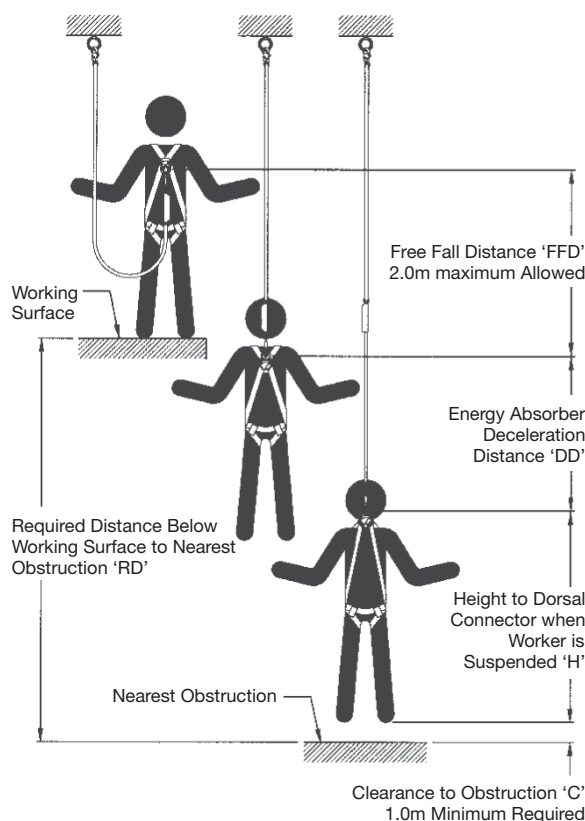 Free Fall Distance ‘FFD’
2.0m maximum Allowed
Working
Surface
Energy Absorber
Deceleration
Distance ‘DD’
Required Distance Below
Working Surface to Nearest
Obstruction ‘RD’
Height to Dorsal
Connector when
Worker is
Suspended ‘H’
Nearest Obstruction
Clearance to Obstruction ‘C’
1.0m Minimum Required